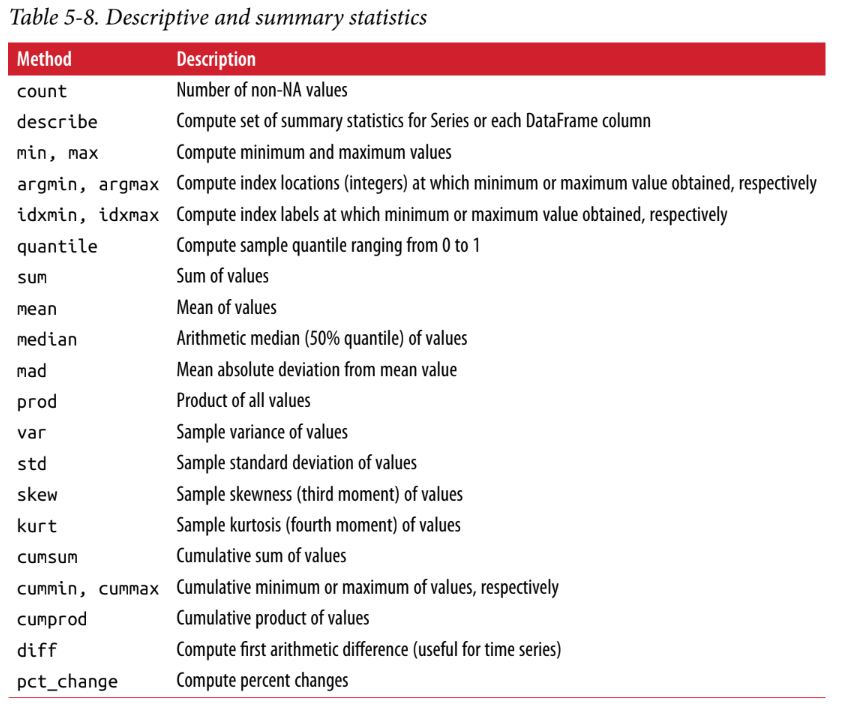 Table 5-8. Descriptive and summary statistics
Method Description
count Number of non-NA values
describe Compute set of summary statistics for Series or each DataFrame column
min, max Compute minimum and maximum values
argmin, argmax Compute index locations (integers) at which minimum or maximum value obtained, respectively
idxmin, idxmax Compute index labels at which minimum or maximum value obtained, respectively
quantile Compute sample quantile ranging from 0 to 1
sum Sum of values
mean Mean of values
median Arithmetic median (50% quantile) of values
mad Mean absolute deviation from mean value
prod Product of all values
var Sample variance of values
std Sample standard deviation of values
skew Sample skewness (third moment) of values
kurt Sample kurtosis (fourth moment) of values
cumsum Cumulative sum of values
cummin, cummax Cumulative minimum or maximum of values, respectively
cumprod Cumulative product of values
diff Compute first arithmetic difference (useful for time series)
pct_change Compute percent changes